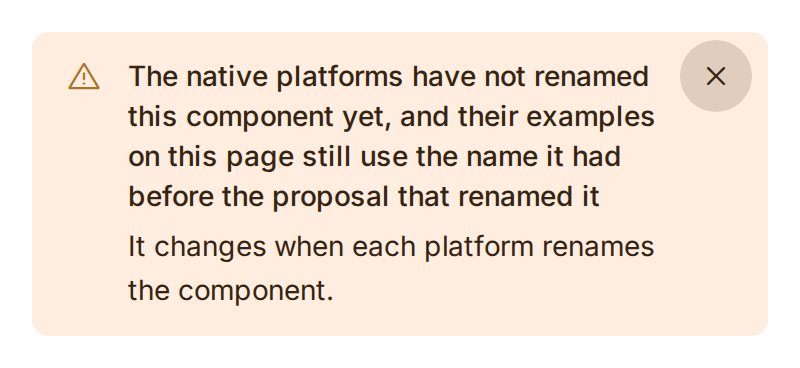 The native platforms have not renamed
this component yet, and their examples
on this page still use the name it had
before the proposal that renamed it
It changes when each platform renames
the component.